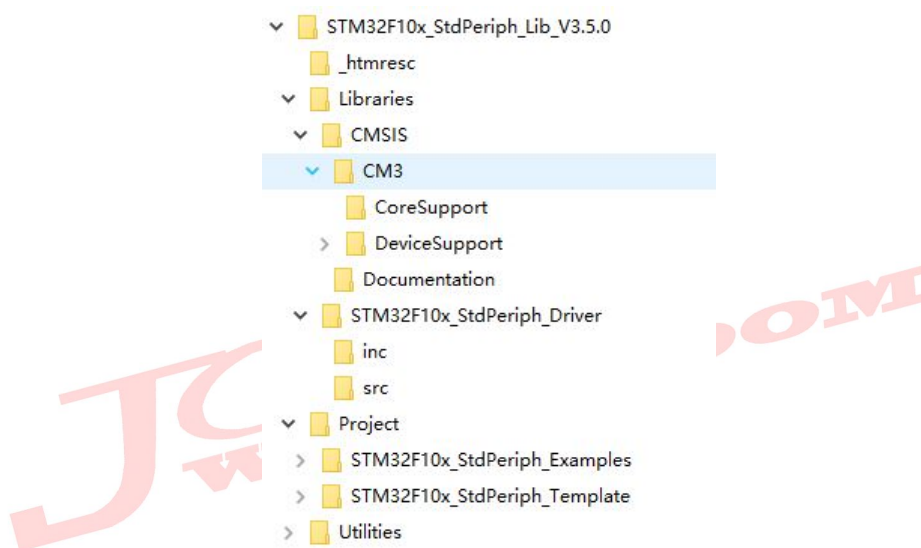 STM32F10x_StdPeriph_Lib_V3.5.0
_htmresc
Libraries
CMSIS
CM3
CoreSupport
DeviceSupport
Documentation
STM32F10x_StdPeriph_Driver
inc
src
Project
STM32F10x_StdPeriph_Examples
STM32F10x_StdPeriph_Template
Utilities